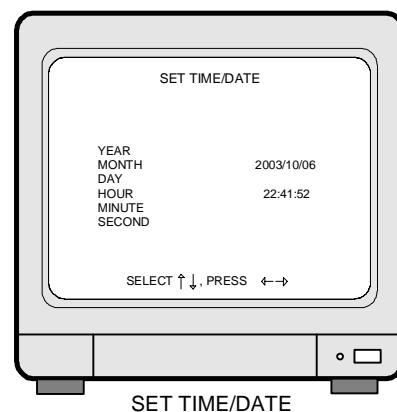 SET TIME/DATE
YEAR
MONTH 2003/10/06
DAY
HOUR 22:41:52
MINUTE
SECOND
SELECT ↑↓, PRESS ←→
SET TIME/DATE